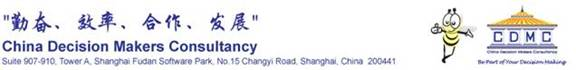 "勤奋、效率、合作、发展"
China Decision Makers Consultancy
Suite 907-910, Tower A, Shanghai Fudan Software Park, No.15 Changyi Road, Shanghai, China 200441
CDMC
China Decision Makers Consultancy
Be Part of Your Decision Making